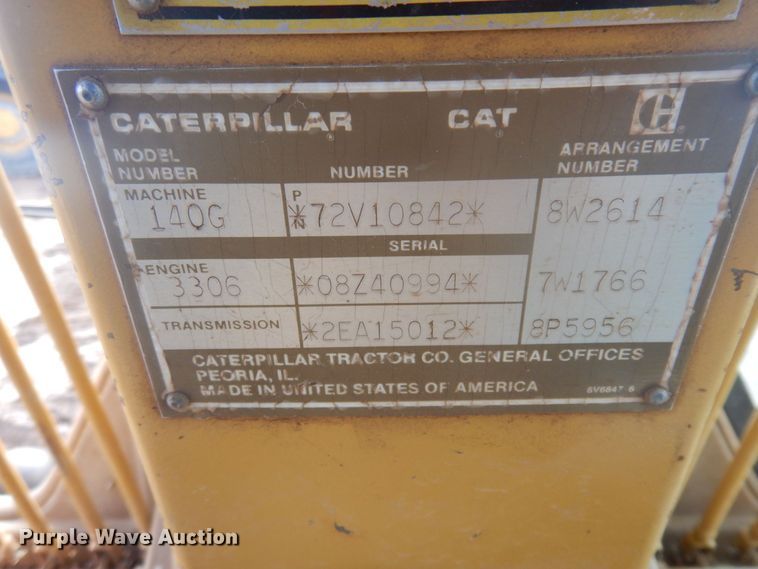 CATERPILLAR CAT
MODEL NUMBER NUMBER ARRANGEMENT NUMBER
MACHINE 140G P IN *72V10842* 8W2614
SERIAL
ENGINE 3306 *08Z40994* 7W1766
TRANSMISSION *2EA15012* 8P5956
CATERPILLAR TRACTOR CO. GENERAL OFFICES
PEORIA, IL.
MADE IN UNITED STATES OF AMERICA
Purple Wave Auction